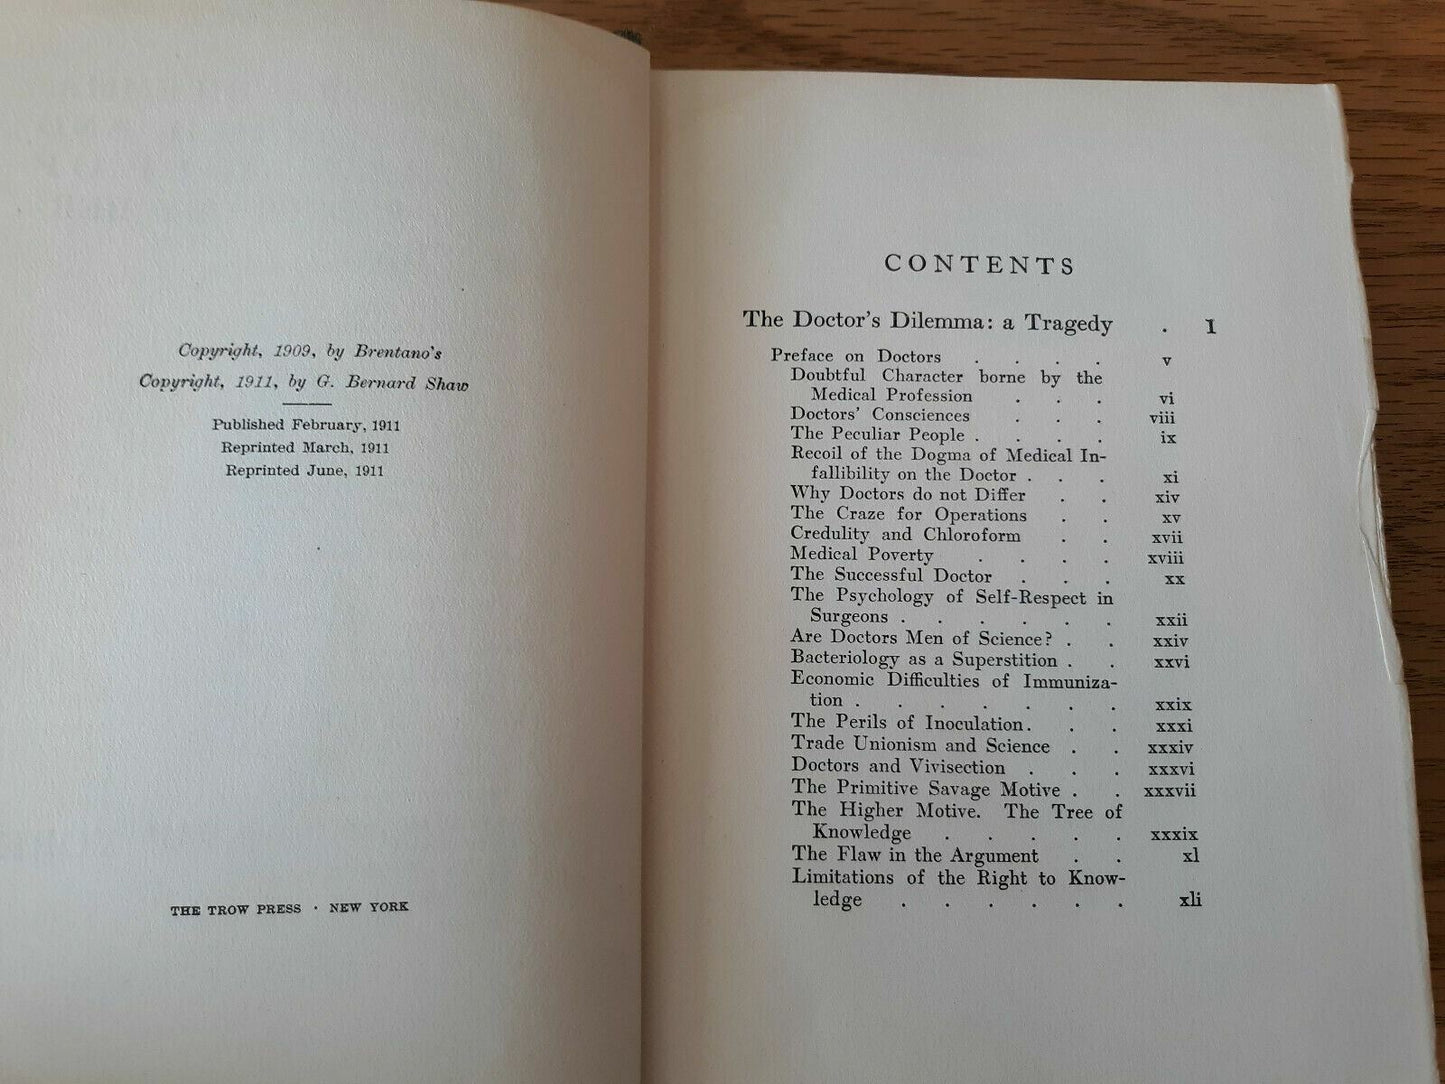 Copyright, 1909, by Brentano's
Copyright, 1911, by G. Bernard Shaw
Published February, 1911
Reprinted March, 1911
Reprinted June, 1911
THE TROW PRESS · NEW YORK
CONTENTS
The Doctor's Dilemma: a Tragedy . 1
Preface on Doctors . . . . v
Doubtful Character borne by the
Medical Profession . . . vi
Doctors' Consciences . . . viii
The Peculiar People . . . . ix
Recoil of the Dogma of Medical In-
fallibility on the Doctor . . . xi
Why Doctors do not Differ . . xiv
The Craze for Operations . . xv
Credulity and Chloroform . . xvii
Medical Poverty . . . . xviii
The Successful Doctor . . . xx
The Psychology of Self-Respect in
Surgeons . . . . . . xxii
Are Doctors Men of Science? . . xxiv
Bacteriology as a Superstition . . xxvi
Economic Difficulties of Immuniza-
tion . . . . . . . xxix
The Perils of Inoculation . . . xxxi
Trade Unionism and Science . . xxxiv
Doctors and Vivisection . . . xxxvi
The Primitive Savage Motive . . xxxvii
The Higher Motive. The Tree of
Knowledge . . . . . xxxix
The Flaw in the Argument . . xl
Limitations of the Right to Know-
ledge . . . . . . xli